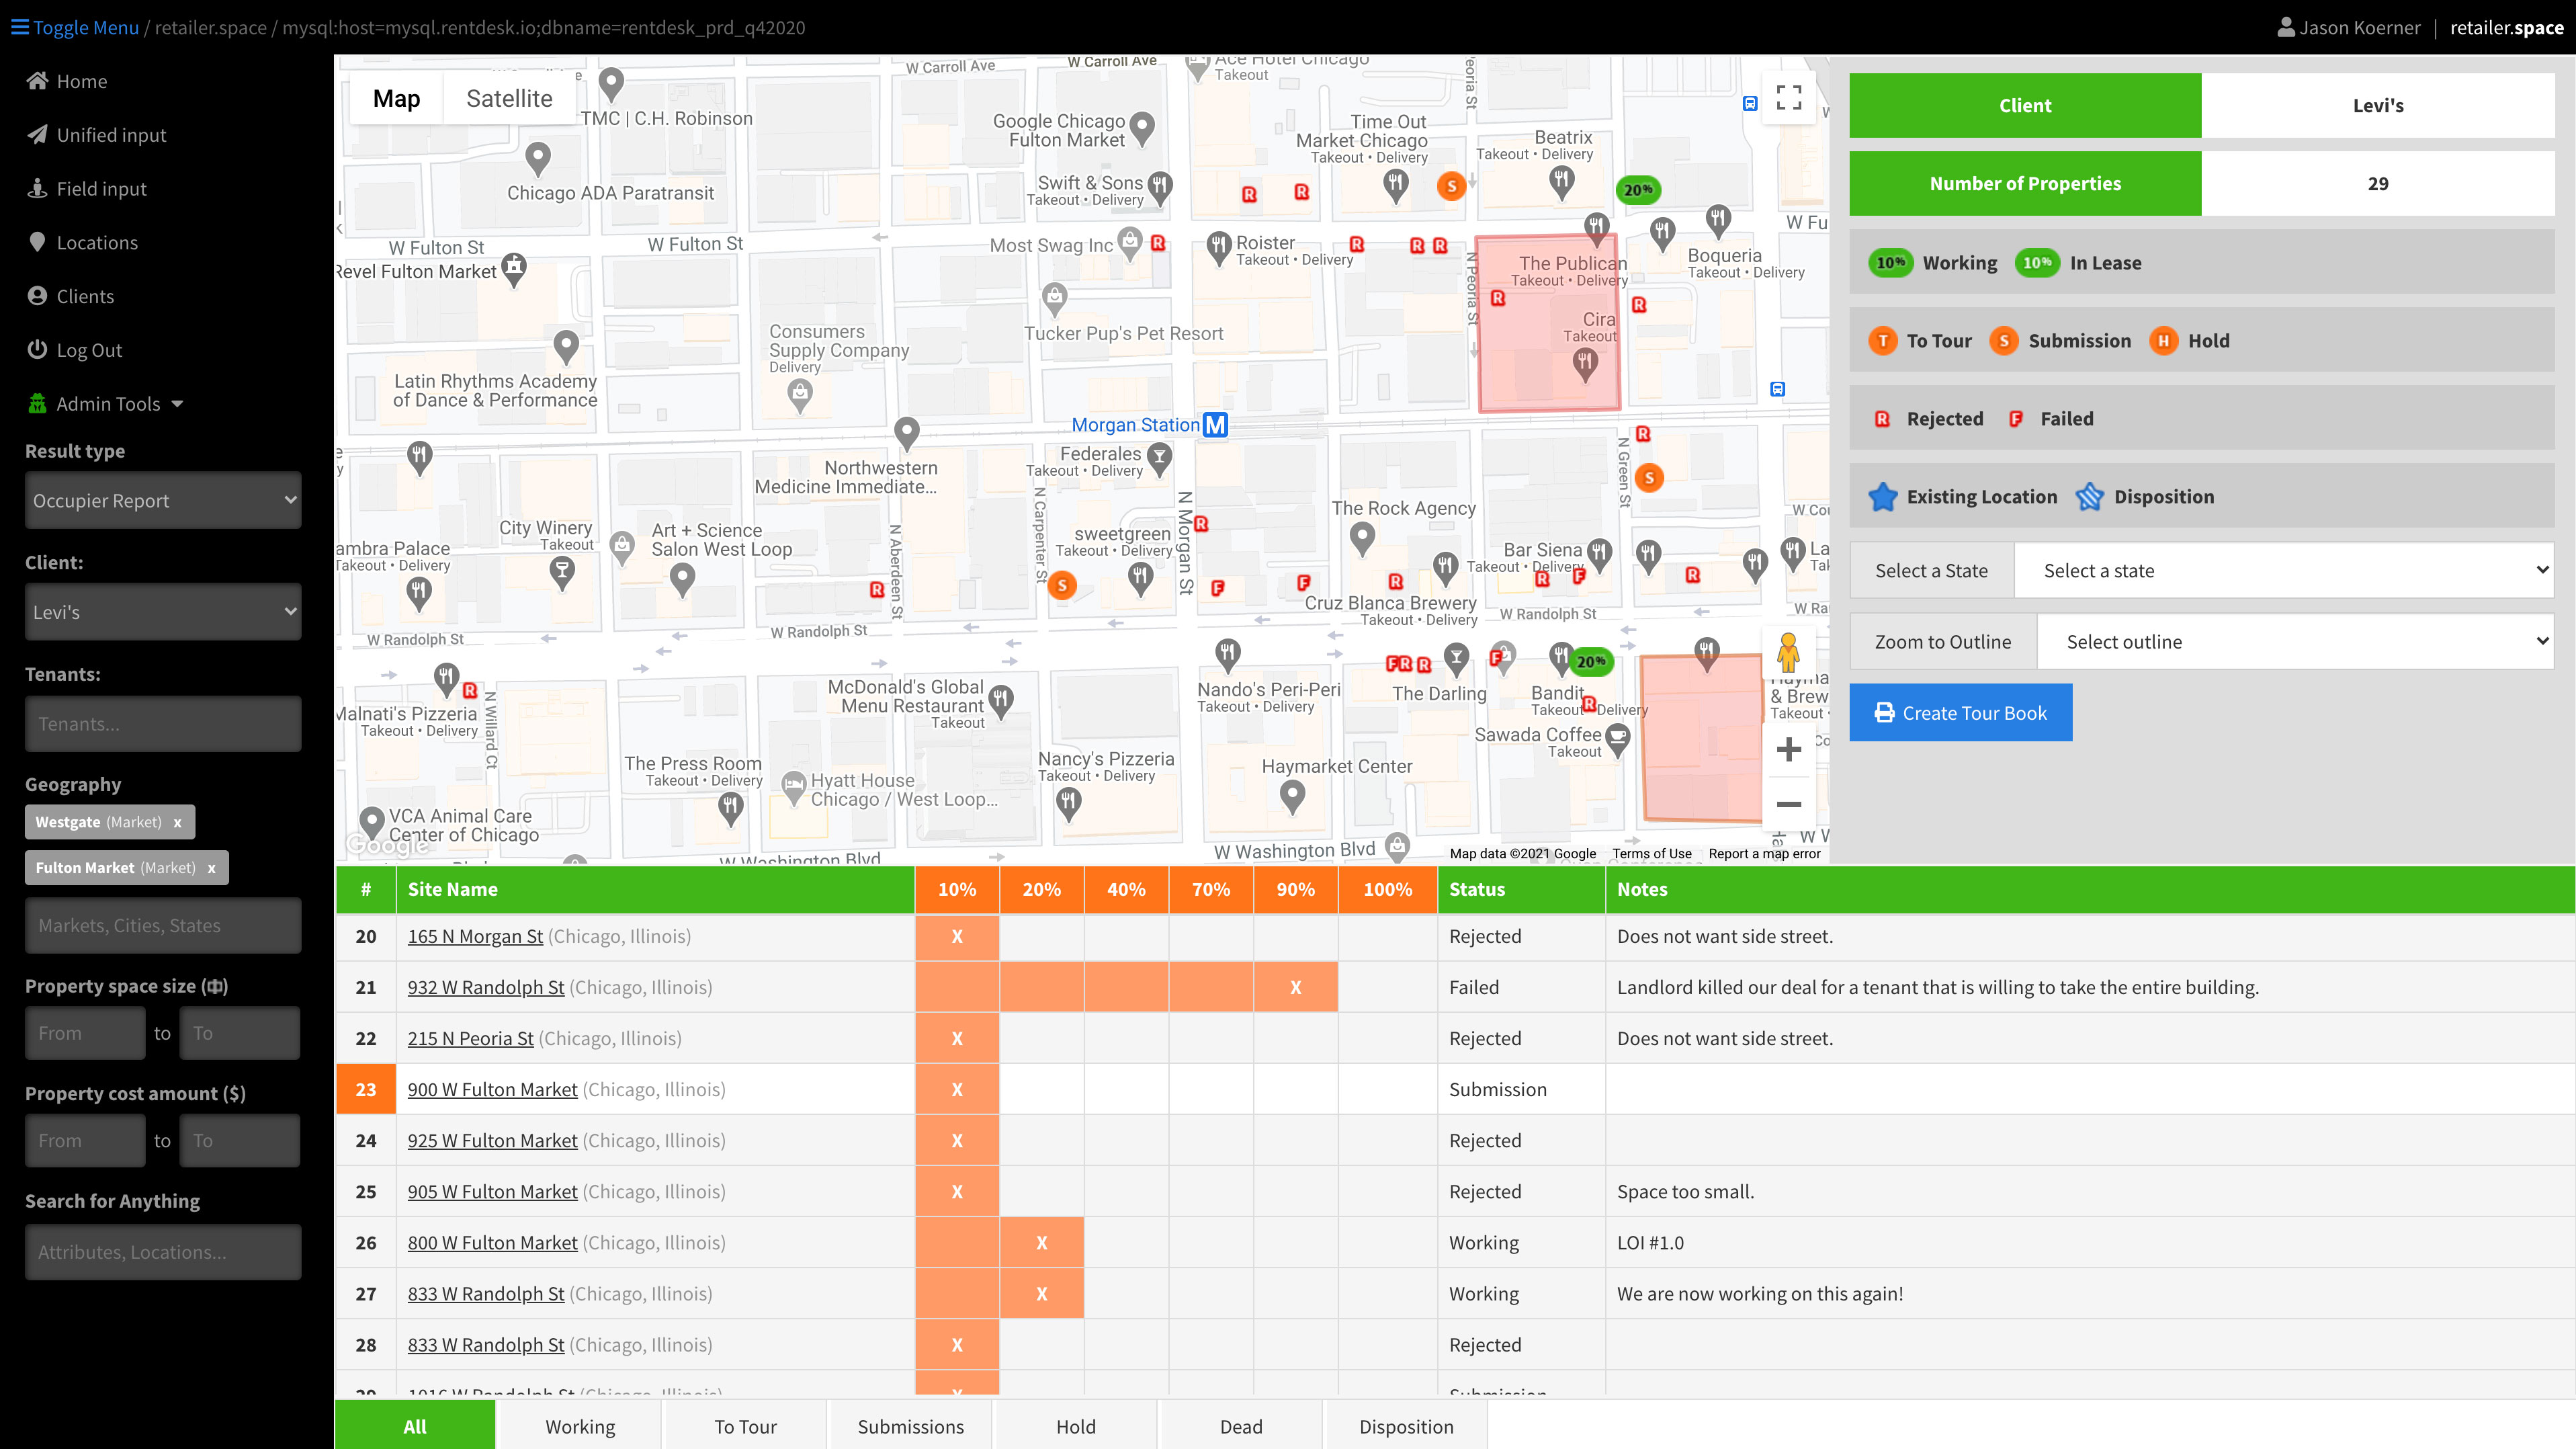 Toggle Menu / retailer.space / mysql:host=mysql.rentdesk.io;dbname=rentdesk_prd_q42020
Jason Koerner | retailer.space
Home
Unified input
Field input
Locations
Clients
Log Out
Admin Tools
Result type
Occupier Report
Client:
Levi's
Tenants:
Tenants...
Geography
Westgate (Market) x
Fulton Market (Market) x
Markets, Cities, States
Property space size
From to To
Property cost amount ($)
From to To
Search for Anything
Attributes, Locations...
Map Satellite
W Carroll Ave
W Carroll Ave
Ace Hotel Chicago
Takeout
TMC | C.H. Robinson
Google Chicago
Fulton Market
Time Out
Market Chicago
Takeout • Delivery
Beatrix
Takeout • Delivery
Chicago ADA Paratransit
Swift & Sons
Takeout • Delivery
R R S 20%
W Fulton St
W Fulton St
Most Swag Inc R
Roister
Takeout • Delivery
R R R
Revel Fulton Market
The Publican
Takeout • Delivery
Boqueria
Takeout • Delivery
N Peoria St
R R
Tucker Pup's Pet Resort
Consumers
Supply Company
Delivery
Cira
Takeout
Latin Rhythms Academy
of Dance & Performance
Morgan Station M
Federales
Takeout • Delivery
R
N Green St
S
Northwestern
Medicine Immediate...
N Carpenter St
N Morgan St
The Rock Agency
City Winery
Takeout
Art + Science
Salon West Loop
N Aberdeen St
sweetgreen
Takeout • Delivery
R
Bar Siena
Takeout • Delivery
Takeout • Delivery
R S F F R R F R
Cruz Blanca Brewery
Takeout • Delivery
W Randolph St
W Randolph St
W Randolph St
F R R F 20%
Malnati's Pizzeria
Takeout • Delivery
R
N Willard Ct
McDonald's Global
Menu Restaurant
Takeout
Nando's Peri-Peri
Takeout • Delivery
The Darling
Bandit
Takeout R Delivery
& Brew
Takeout
Sawada Coffee
Takeout
The Press Room
Takeout • Delivery
Hyatt House
Chicago / West Loop...
Nancy's Pizzeria
Takeout • Delivery
Haymarket Center
VCA Animal Care
Center of Chicago
Google
W Washington Blvd
W Washington Blvd
Map data ©2021 Google Terms of Use Report a map error
Client Levi's
Number of Properties 29
10% Working 10% In Lease
T To Tour S Submission H Hold
R Rejected F Failed
Existing Location Disposition
Select a State Select a state
Zoom to Outline Select outline
Create Tour Book
# Site Name 10% 20% 40% 70% 90% 100% Status Notes
20 165 N Morgan St (Chicago, Illinois) X Rejected Does not want side street.
21 932 W Randolph St (Chicago, Illinois) X Failed Landlord killed our deal for a tenant that is willing to take the entire building.
22 215 N Peoria St (Chicago, Illinois) X Rejected Does not want side street.
23 900 W Fulton Market (Chicago, Illinois) X Submission
24 925 W Fulton Market (Chicago, Illinois) X Rejected
25 905 W Fulton Market (Chicago, Illinois) X Rejected Space too small.
26 800 W Fulton Market (Chicago, Illinois) X Working LOI #1.0
27 833 W Randolph St (Chicago, Illinois) X Working We are now working on this again!
28 833 W Randolph St (Chicago, Illinois) X Rejected
29 1016 W Randolph St (Chicago, Illinois) X Submission
All Working To Tour Submissions Hold Dead Disposition